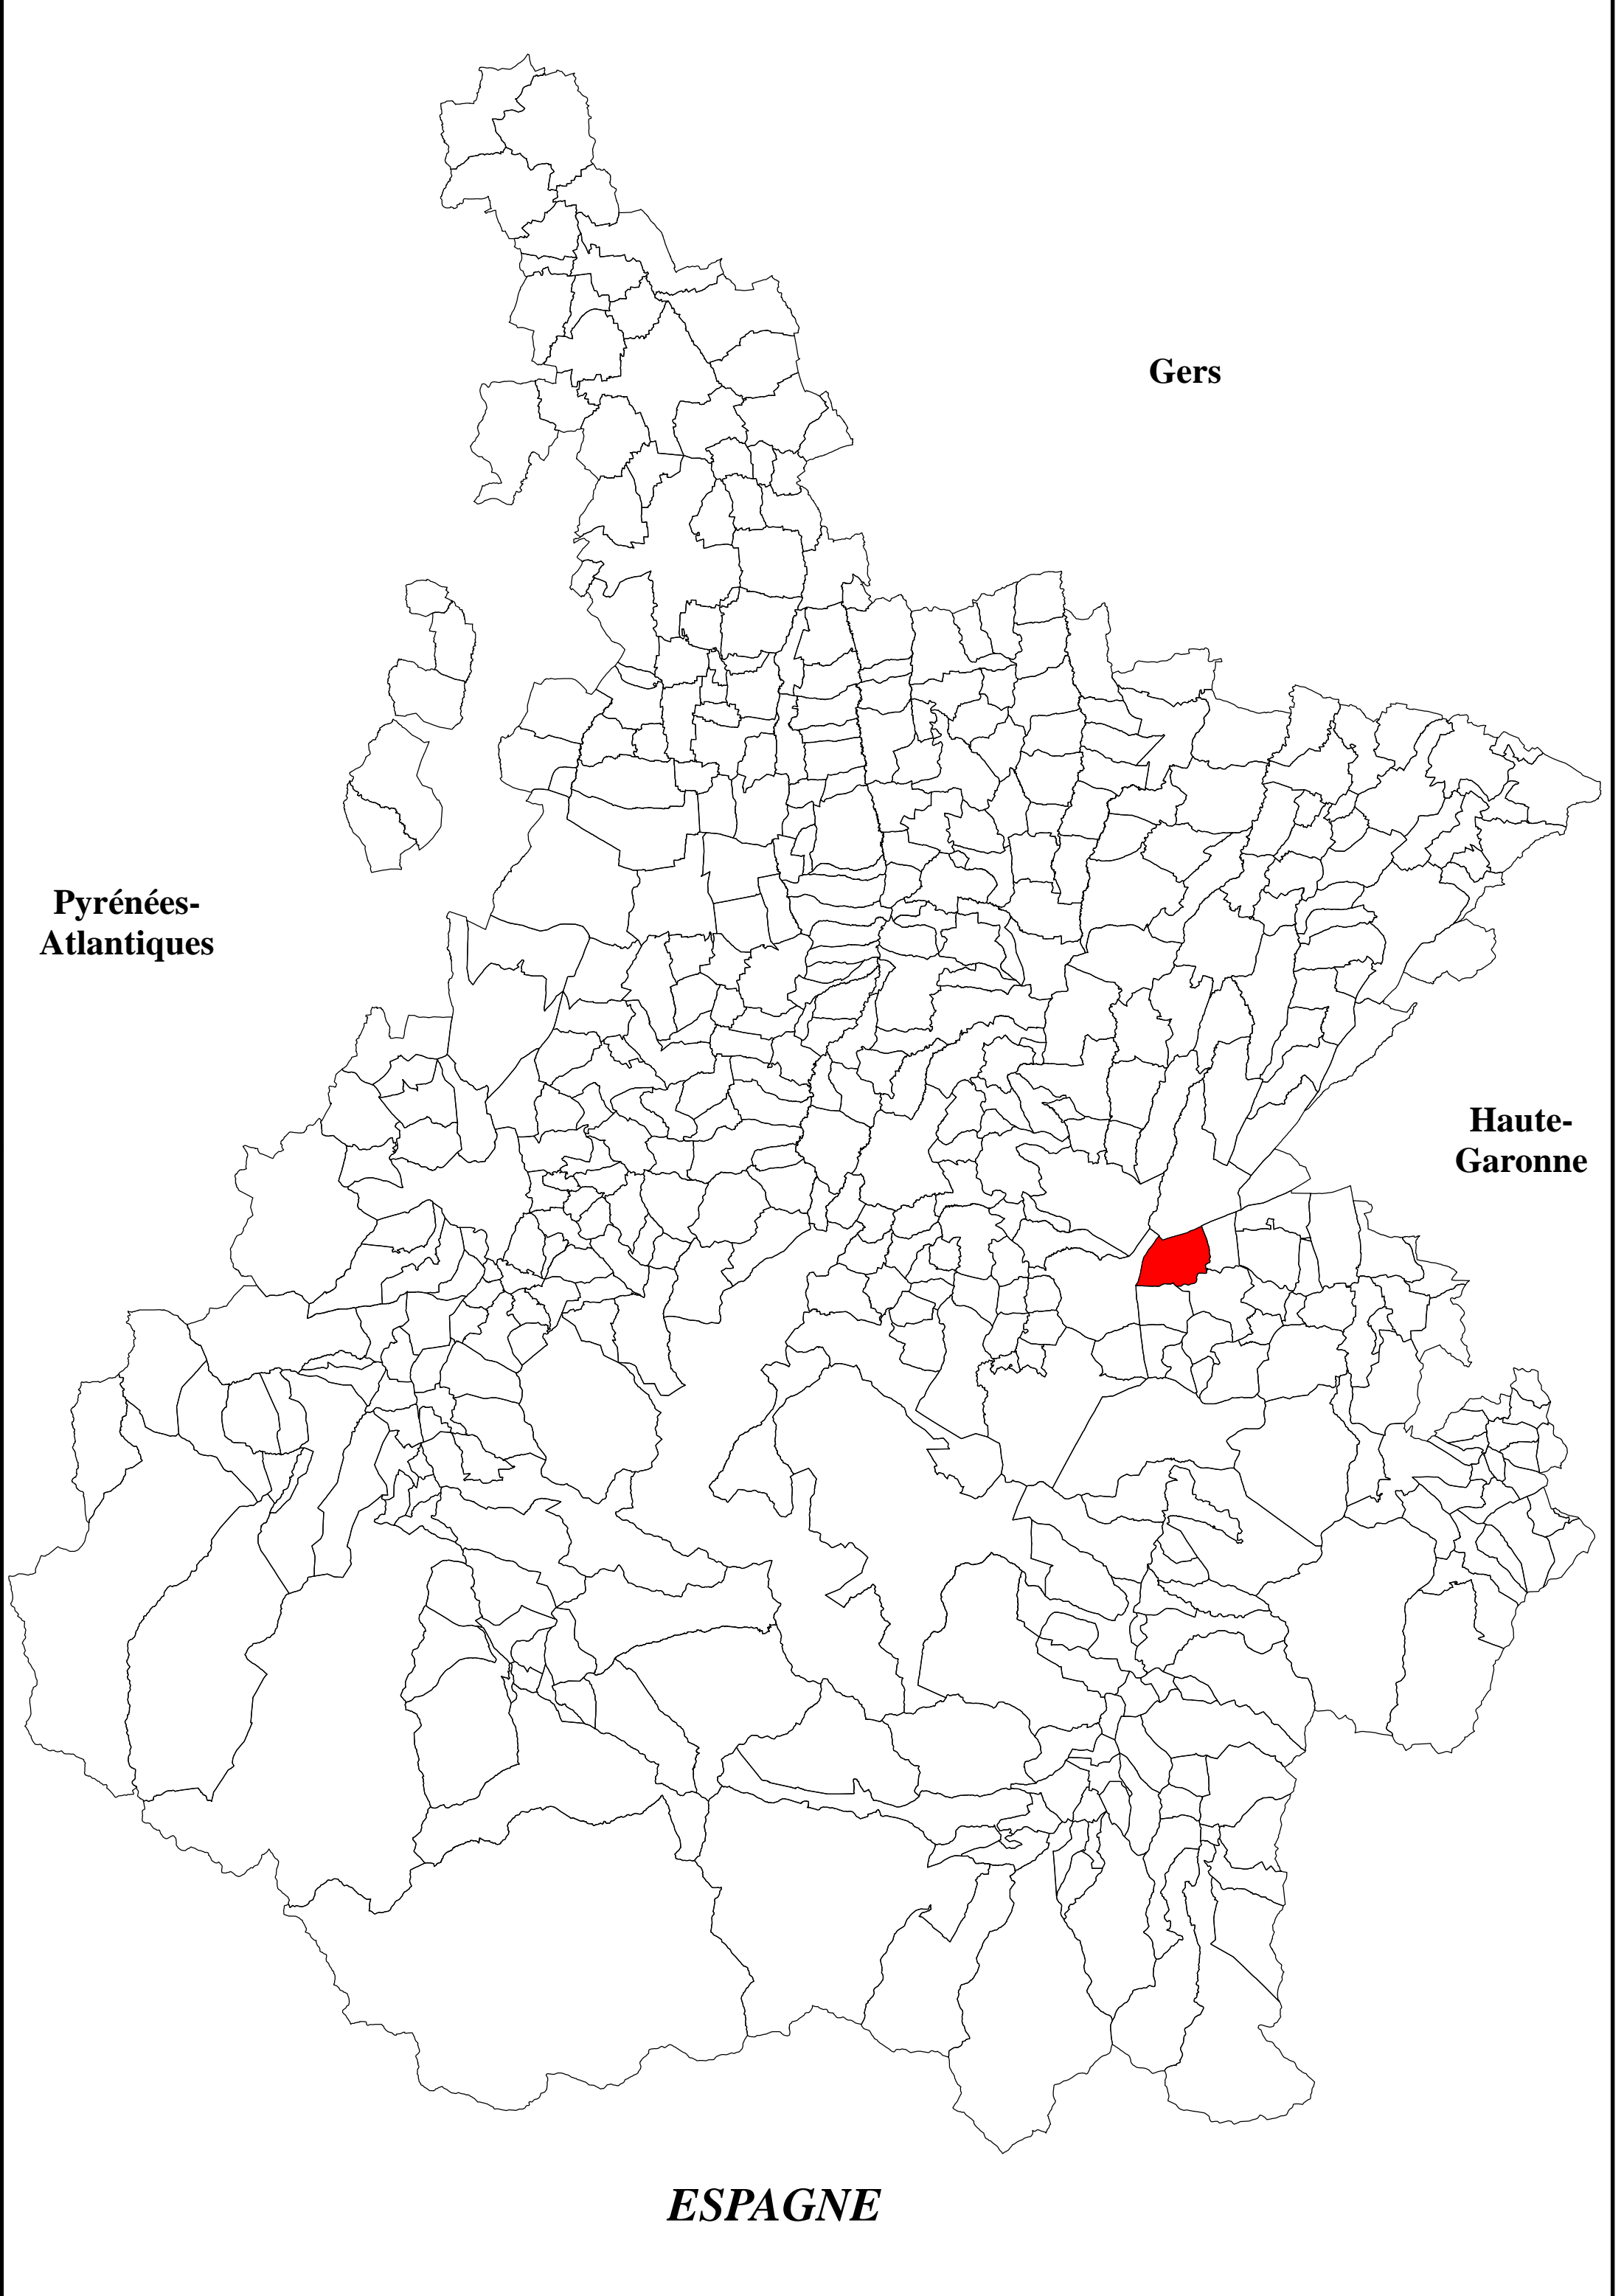 Gers
Pyrénées-
Atlantiques
Haute-
Garonne
ESPAGNE